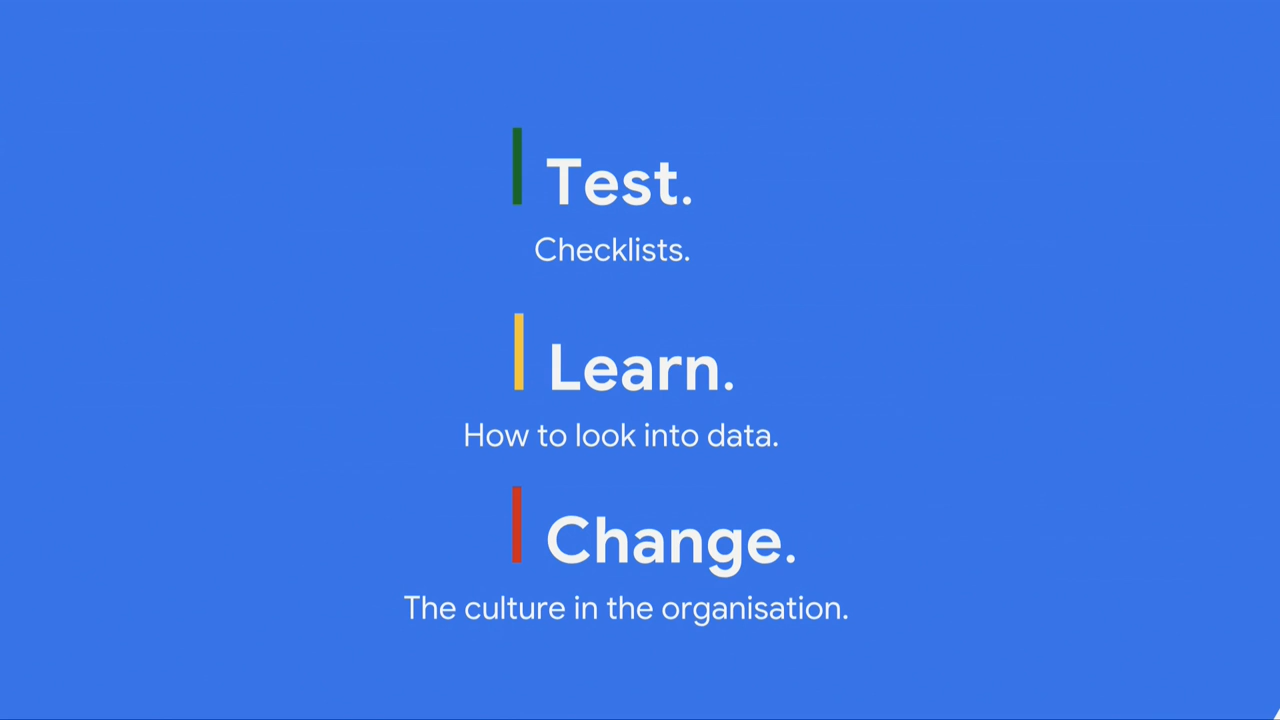 Test.
Checklists.
Learn.
How to look into data.
Change.
The culture in the organisation.